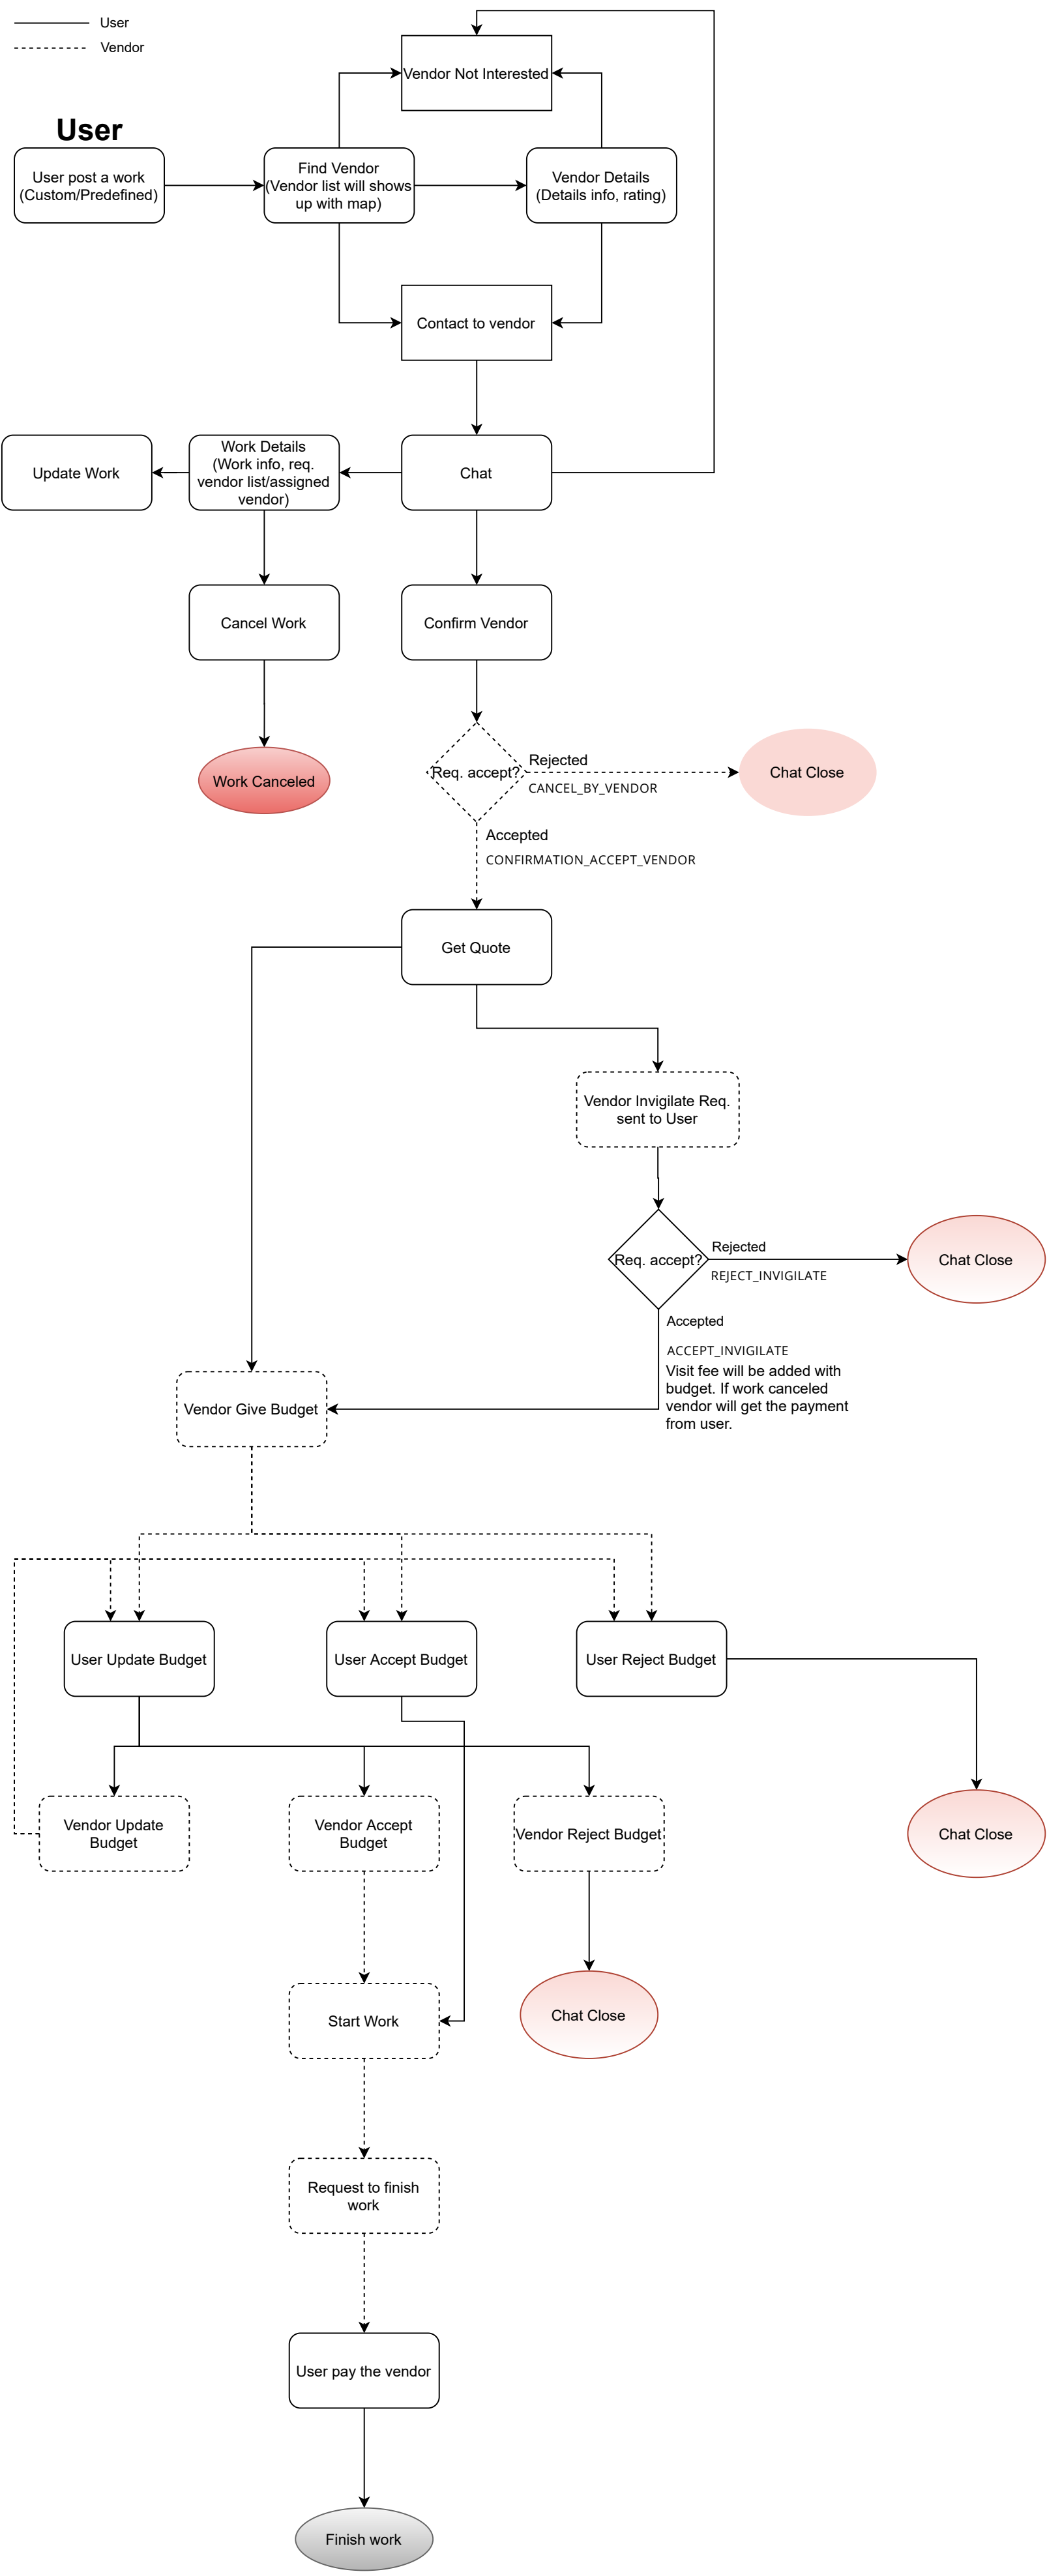 User
Vendor
Vendor Not Interested
User
User post a work
(Custom/Predefined)
Find Vendor
(Vendor list will shows
up with map)
Vendor Details
(Details info, rating)
Contact to vendor
Update Work
Work Details
(Work info, req.
vendor list/assigned
vendor)
Chat
Cancel Work
Confirm Vendor
Work Canceled
Req. accept?
Rejected
CANCEL_BY_VENDOR
Chat Close
Accepted
CONFIRMATION_ACCEPT_VENDOR
Get Quote
Vendor Invigilate Req.
sent to User
Req. accept?
Rejected
REJECT_INVIGILATE
Chat Close
Accepted
ACCEPT_INVIGILATE
Visit fee will be added with
budget. If work canceled
vendor will get the payment
from user.
Vendor Give Budget
User Update Budget
User Accept Budget
User Reject Budget
Vendor Update
Budget
Vendor Accept
Budget
Vendor Reject Budget
Chat Close
Start Work
Chat Close
Request to finish
work
User pay the vendor
Finish work